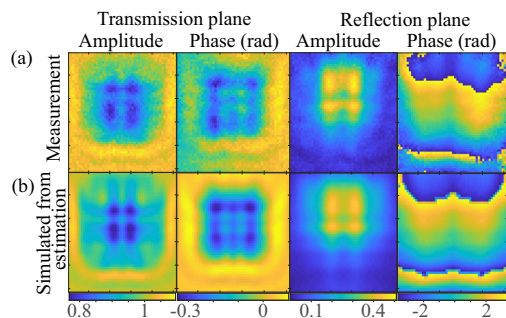 Transmission plane Reflection plane
Amplitude Phase (rad) Amplitude Phase (rad)
(a)
Measurement
(b)
Simulated from
estimation
0.8 1 -0.3 0 0.1 0.4 -2 2